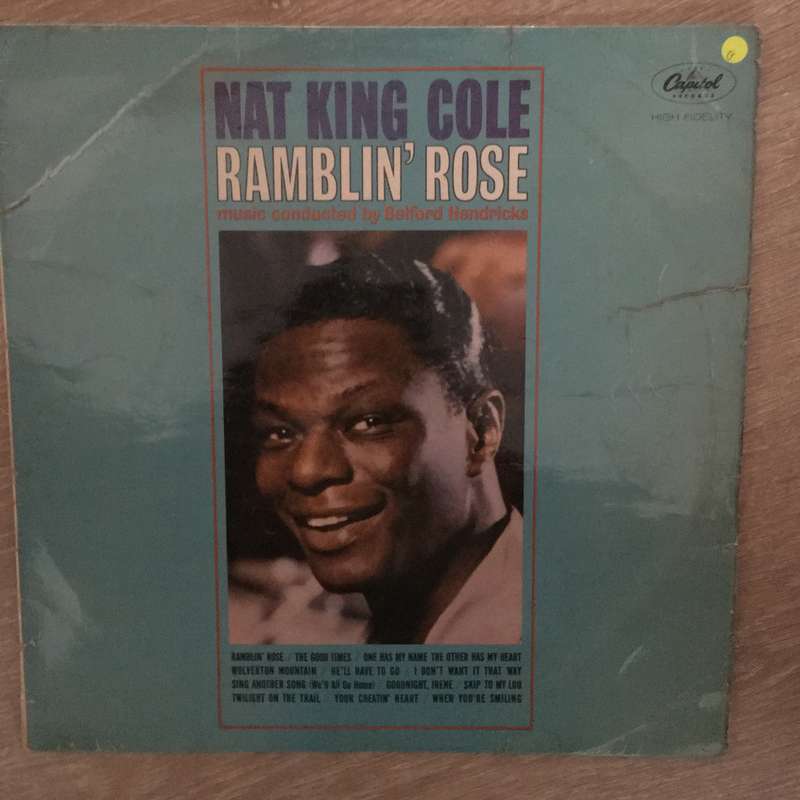 NAT KING COLE
RAMBLIN' ROSE
music conducted by Belford Hendricks
Capitol
RECORDS
HIGH FIDELITY
RAMBLIN' ROSE / THE GOOD TIMES / ONE HAS MY NAME THE OTHER HAS MY HEART
WOLVERTON MOUNTAIN / HE'LL HAVE TO GO / I DON'T WANT IT THAT WAY
SING ANOTHER SONG (We'll All Go Home) / GOODNIGHT, IRENE / SKIP TO MY LOU
TWILIGHT ON THE TRAIL / YOUR CHEATIN' HEART / WHEN YOU'RE SMILING